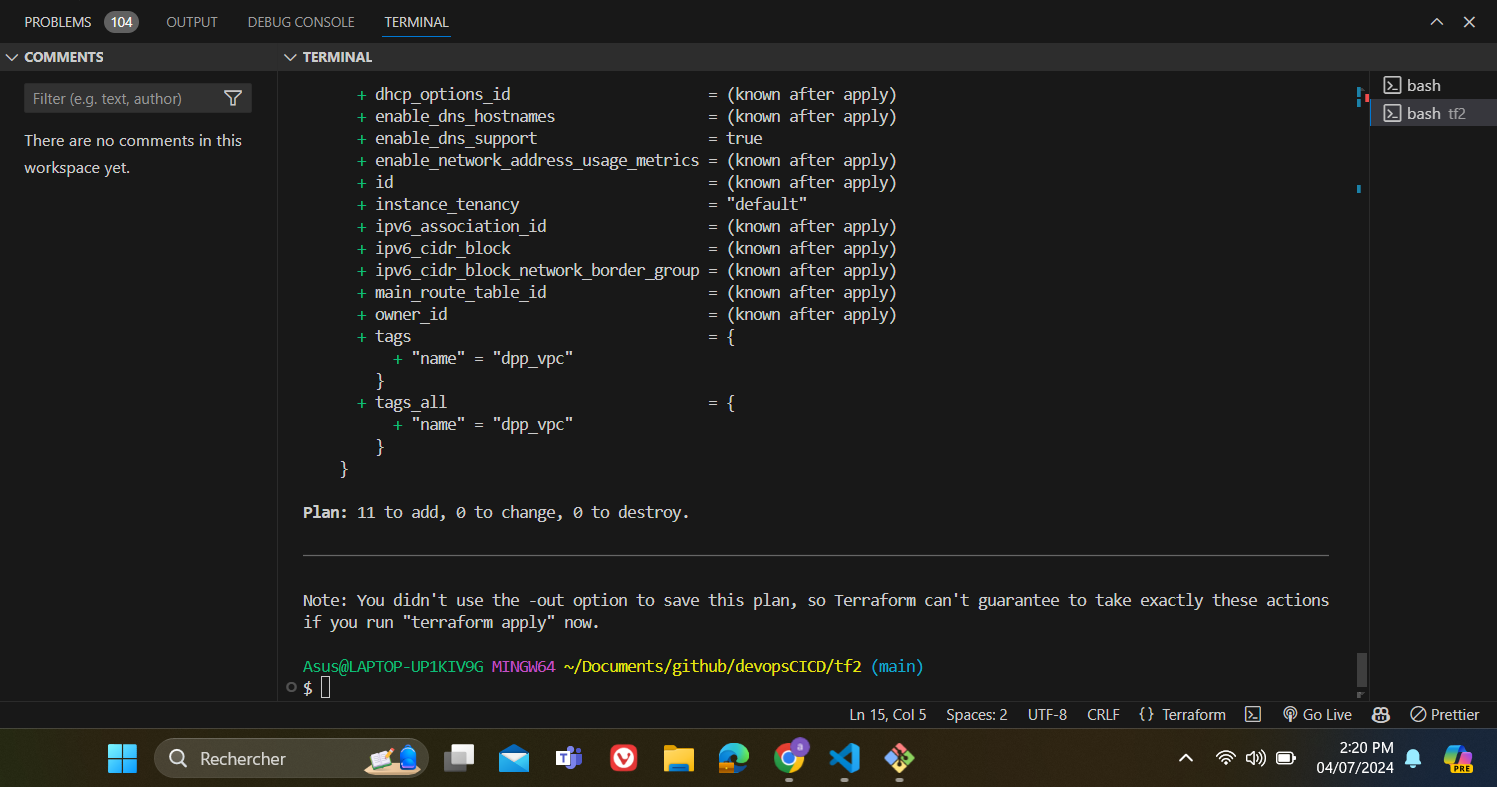 PROBLEMS 104 OUTPUT DEBUG CONSOLE TERMINAL
COMMENTS
Filter (e.g. text, author)
There are no comments in this
workspace yet.
TERMINAL
+ dhcp_options_id = (known after apply)
+ enable_dns_hostnames = (known after apply)
+ enable_dns_support = true
+ enable_network_address_usage_metrics = (known after apply)
+ id = (known after apply)
+ instance_tenancy = "default"
+ ipv6_association_id = (known after apply)
+ ipv6_cidr_block = (known after apply)
+ ipv6_cidr_block_network_border_group = (known after apply)
+ main_route_table_id = (known after apply)
+ owner_id = (known after apply)
+ tags = {
+ "name" = "dpp_vpc"
}
+ tags_all = {
+ "name" = "dpp_vpc"
}
}
Plan: 11 to add, 0 to change, 0 to destroy.
Note: You didn't use the -out option to save this plan, so Terraform can't guarantee to take exactly these actions
if you run "terraform apply" now.
Asus@LAPTOP-UP1KIV9G MINGW64 ~/Documents/github/devopsCICD/tf2 (main)
$
bash
bash tf2
Ln 15, Col 5 Spaces: 2 UTF-8 CRLF {} Terraform Go Live Prettier
Rechercher
2:20 PM
04/07/2024
PRE